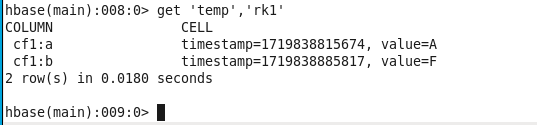 hbase(main):008:0> get 'temp','rk1'
COLUMN                CELL
 cf1:a                timestamp=1719838815674, value=A
 cf1:b                timestamp=1719838885817, value=F
2 row(s) in 0.0180 seconds

hbase(main):009:0>